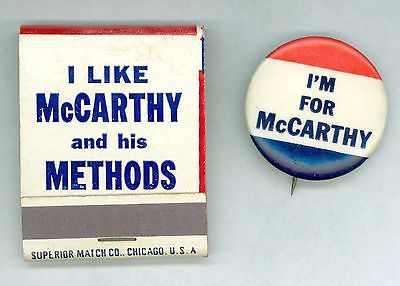 I LIKE
McCARTHY
and his
METHODS
SUPERIOR MATCH CO., CHICAGO, U.S.A
I'M
FOR
McCARTHY